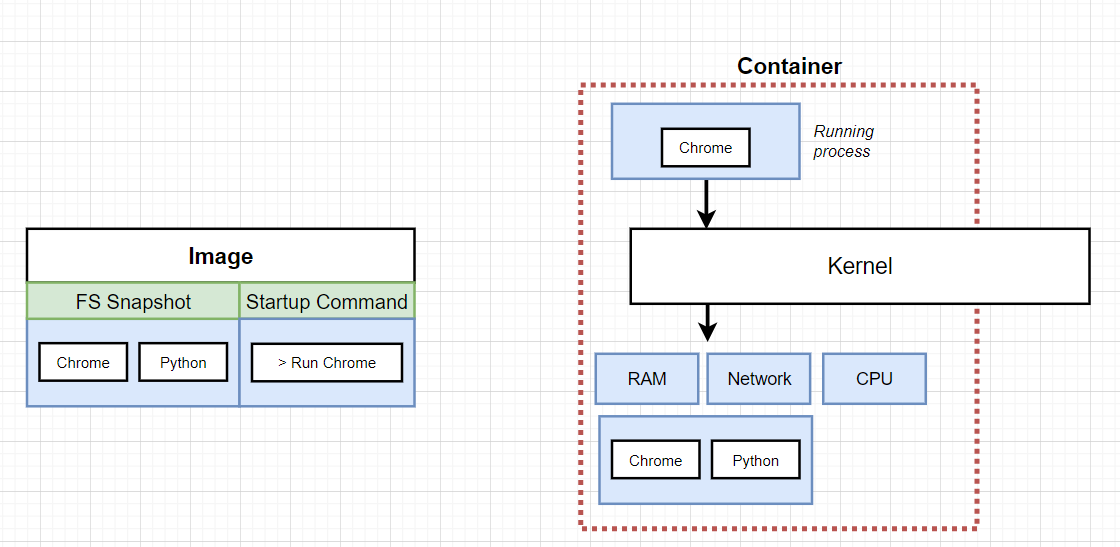 Image
FS Snapshot
Startup Command
Chrome
Python
> Run Chrome
Container
Chrome
Running
process
Kernel
RAM
Network
CPU
Chrome
Python